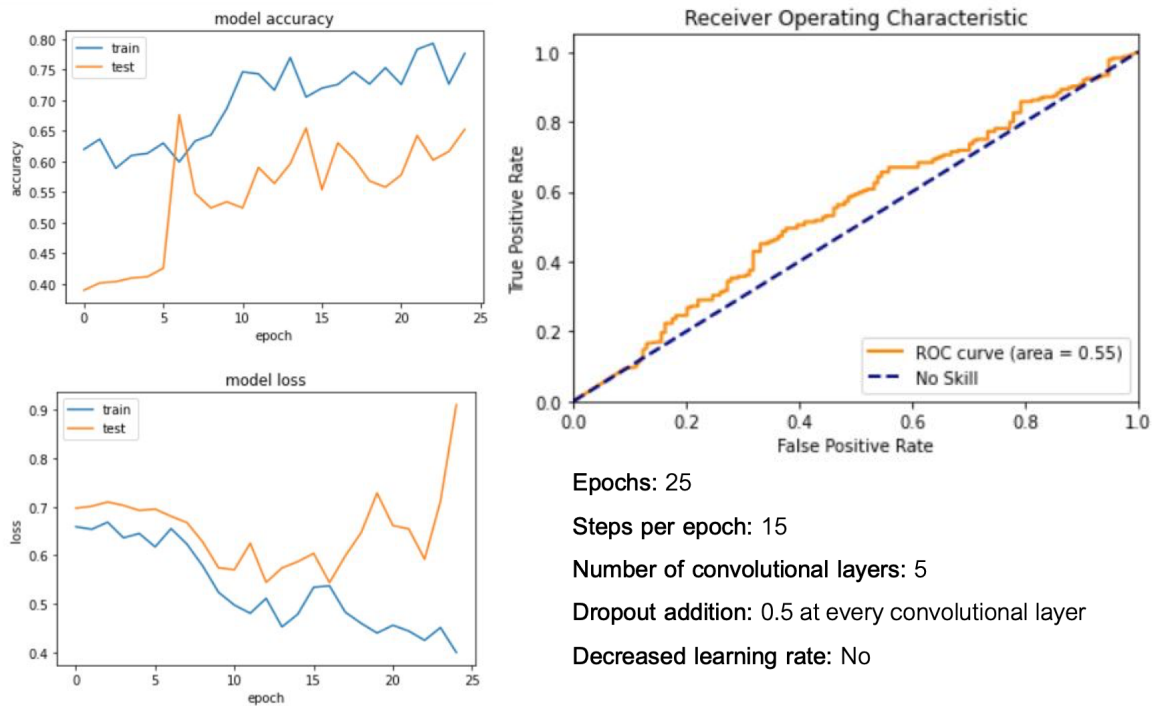 model accuracy
train
test
0.80
0.75
0.70
0.65
0.60
0.55
0.50
0.45
0.40
accuracy
0 5 10 15 20 25
epoch
model loss
train
test
0.9
0.8
0.7
0.6
0.5
0.4
loss
0 5 10 15 20 25
epoch
Receiver Operating Characteristic
1.0
0.8
0.6
0.4
0.2
0.0
True Positive Rate
ROC curve (area = 0.55)
No Skill
0.0 0.2 0.4 0.6 0.8 1.0
False Positive Rate
Epochs: 25
Steps per epoch: 15
Number of convolutional layers: 5
Dropout addition: 0.5 at every convolutional layer
Decreased learning rate: No